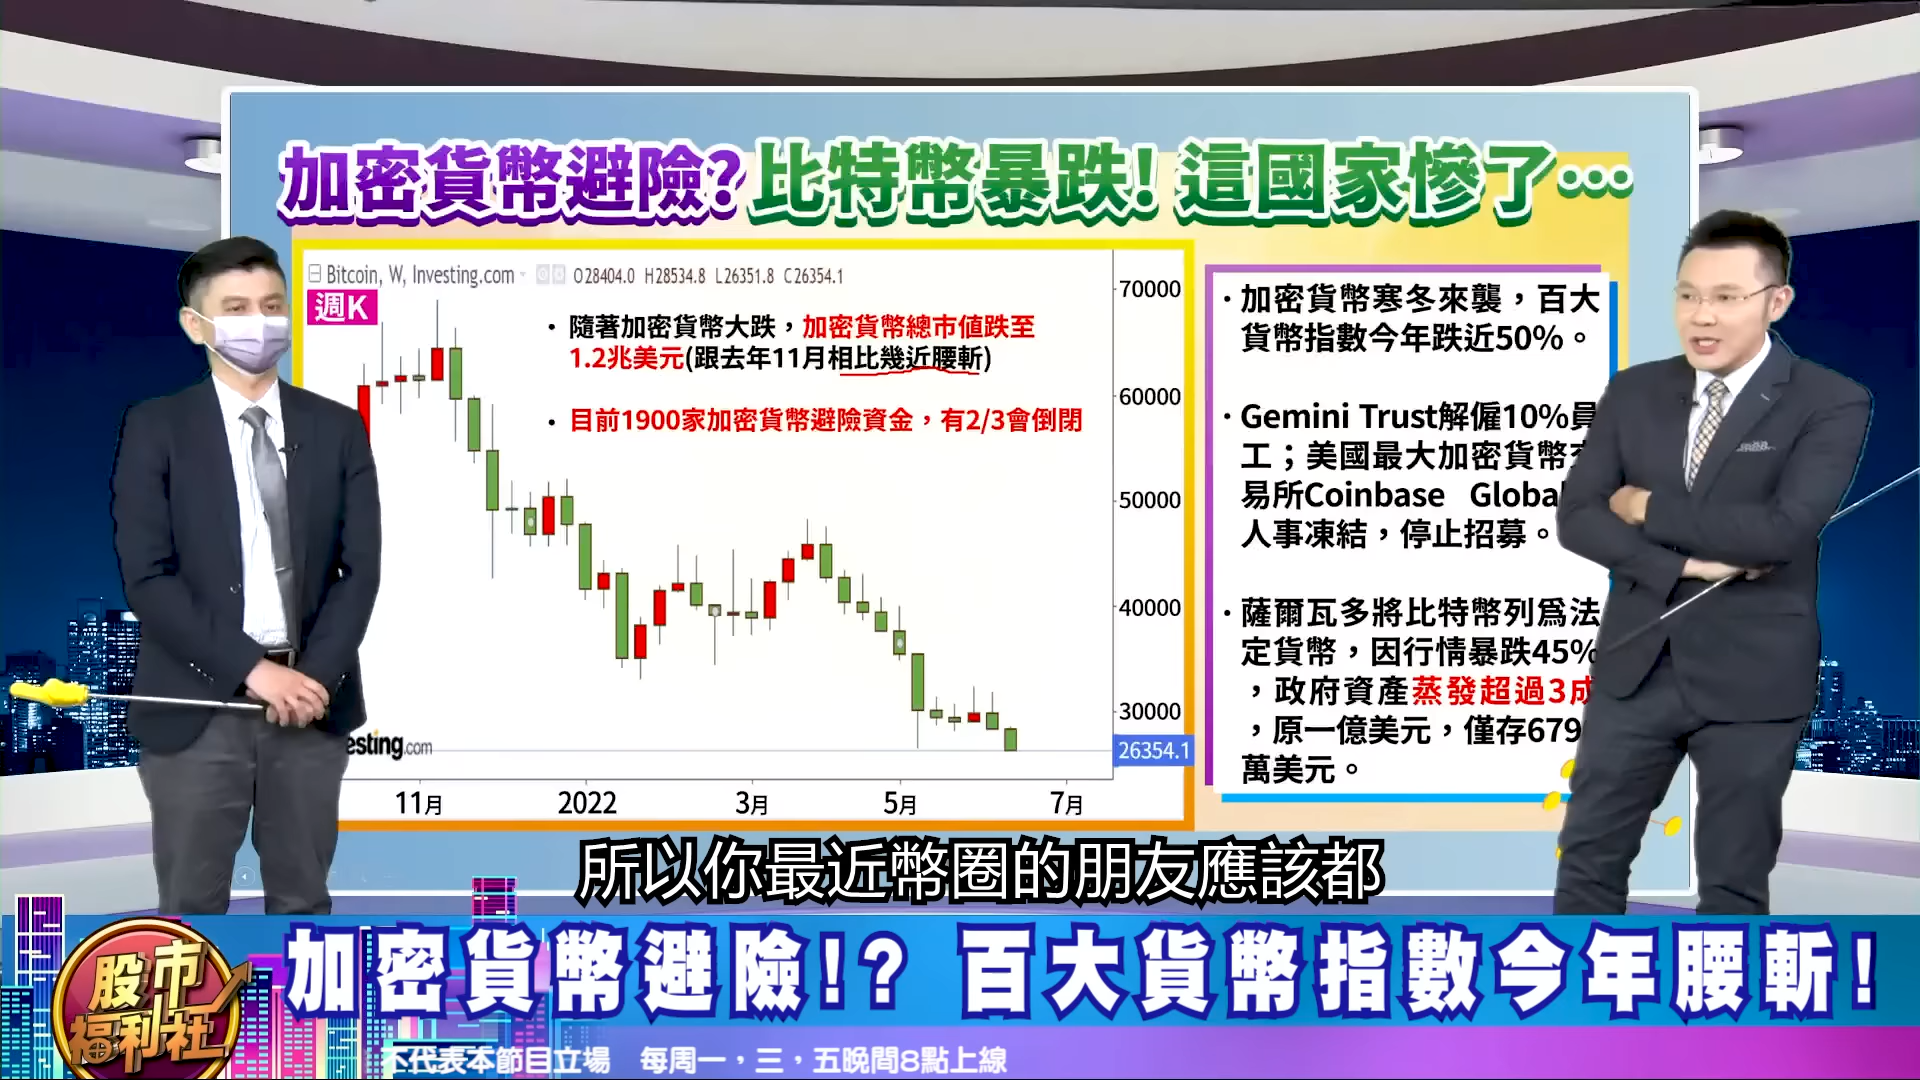 加密貨幣避險?比特幣暴跌!這國家慘了…
Bitcoin, W, Investing.com O28404.0 H28534.8 L26351.8 C26354.1
週K
• 隨著加密貨幣大跌，加密貨幣總市值跌至
1.2兆美元(跟去年11月相比幾近腰斬)
• 目前1900家加密貨幣避險資金，有2/3會倒閉
70000
60000
50000
40000
30000
26354.1
esting.com
11月 2022 3月 5月 7月
・加密貨幣寒冬來襲，百大
貨幣指數今年跌近50%。
・Gemini Trust解僱10%員
工；美國最大加密貨幣交
易所Coinbase Global
人事凍結，停止招募。
・薩爾瓦多將比特幣列為法
定貨幣，因行情暴跌45%
，政府資產蒸發超過3成
，原一億美元，僅存679
萬美元。
所以你最近幣圈的朋友應該都
加密貨幣避險!? 百大貨幣指數今年腰斬!
股市
福利社
不代表本節目立場 每周一，三，五晚間8點上線